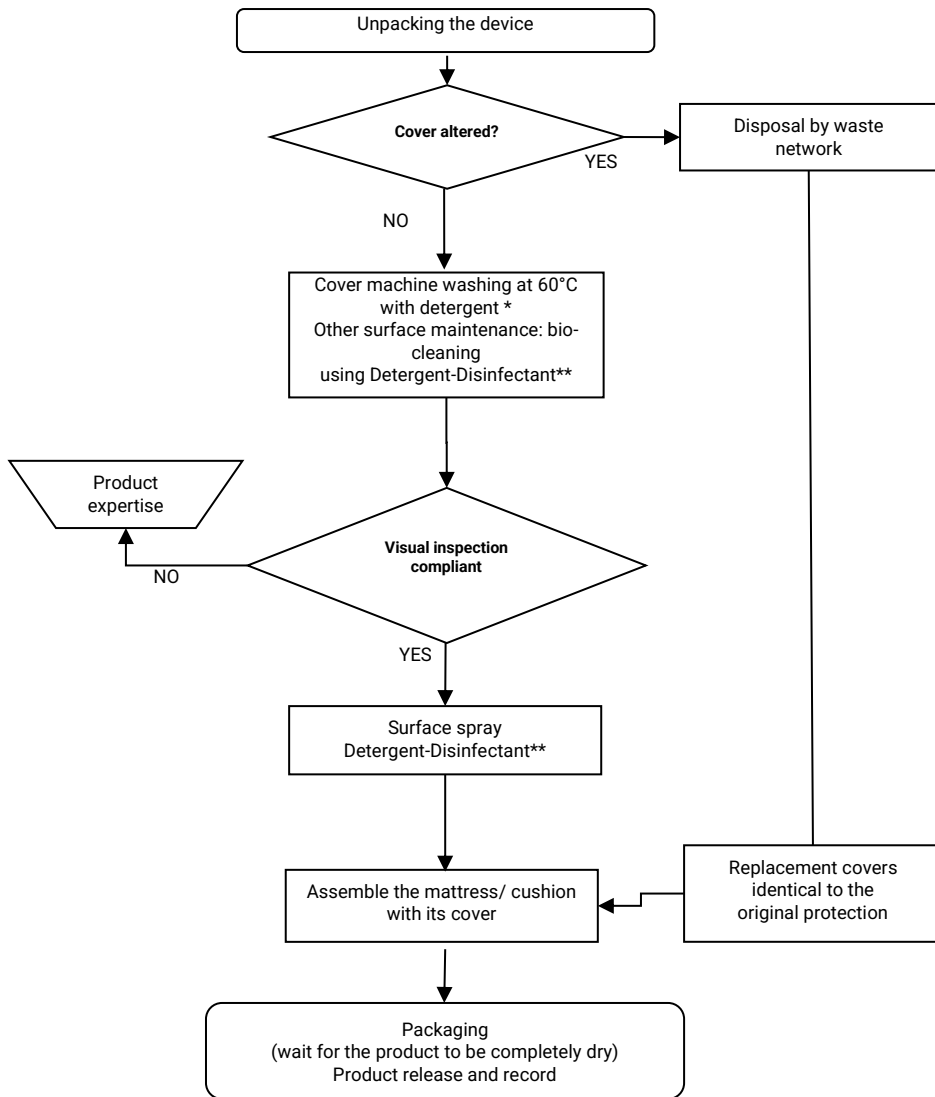 Unpacking the device
Cover altered?
YES
Disposal by waste
network
NO
Cover machine washing at 60°C
with detergent *
Other surface maintenance: bio-
cleaning
using Detergent-Disinfectant**
Product
expertise
NO
Visual inspection
compliant
YES
Surface spray
Detergent-Disinfectant**
Replacement covers
identical to the
original protection
Assemble the mattress/ cushion
with its cover
Packaging
(wait for the product to be completely dry)
Product release and record